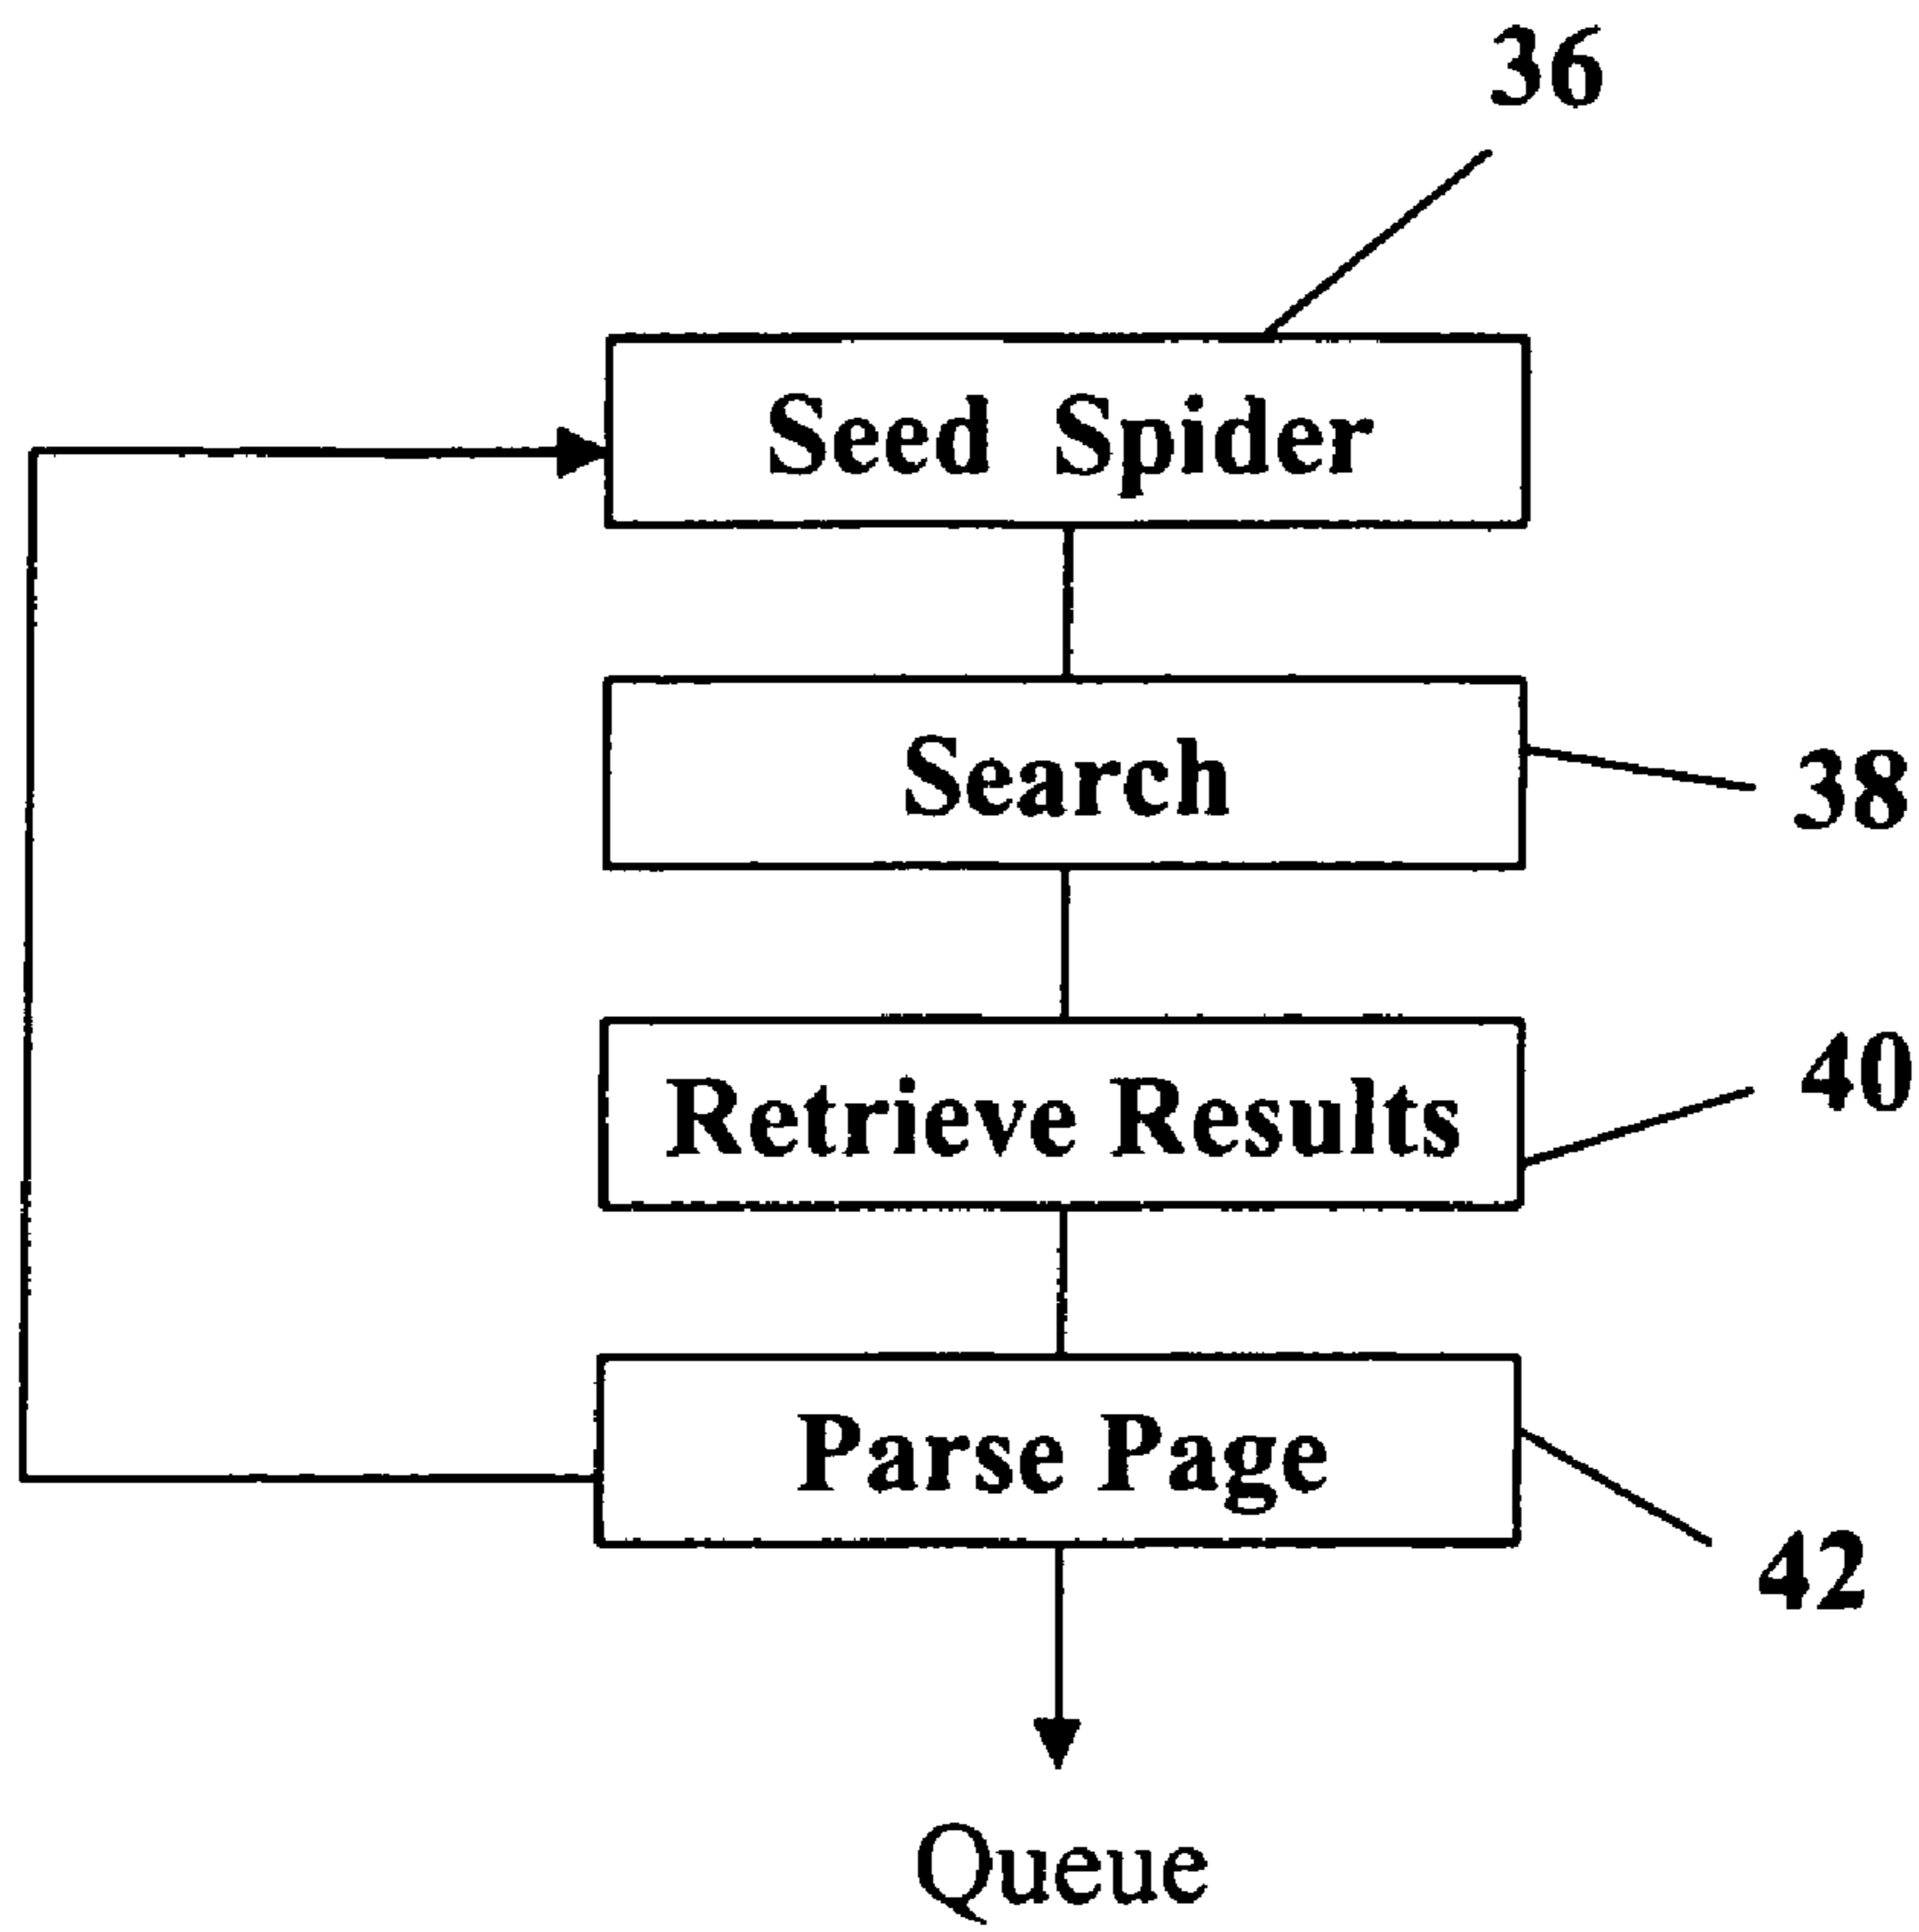 36
Seed Spider
Search
38
Retrieve Results
40
Parse Page
42
Queue